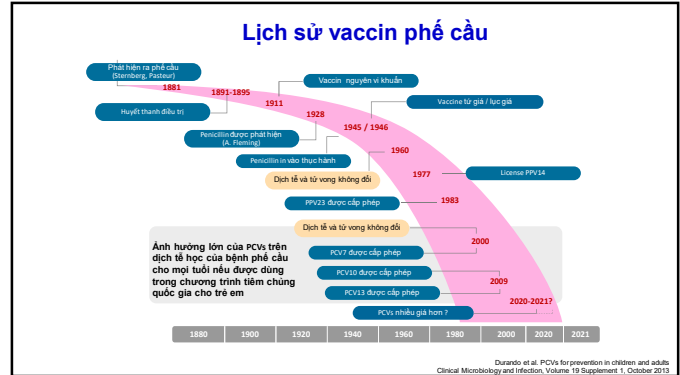 Lịch sử vaccin phế cầu
Phát hiện ra phế cầu
(Sternberg, Pasteur)
1881
Vaccin nguyên vi khuẩn
1891-1895
1911
Huyết thanh điều trị
Vaccine tứ giá / lục giá
1928
1945 / 1946
Penicillin được phát hiện
(A. Fleming)
Penicillin in vào thực hành
1960
Dịch tễ và tử vong không đổi
1977
License PPV14
PPV23 được cấp phép
1983
Dịch tễ và tử vong không đổi
2000
Ảnh hưởng lớn của PCVs trên
dịch tễ học của bệnh phế cầu
cho mọi tuổi nếu được dùng
trong chương trình tiêm chủng
quốc gia cho trẻ em
PCV7 được cấp phép
PCV10 được cấp phép
2009
PCV13 được cấp phép
2020-2021?
PCVs nhiều giá hơn ?
1880 1900 1920 1940 1960 1980 2000 2020 2021
Durando et al. PCVs for prevention in children and adults
Clinical Microbiology and Infection, Volume 19 Supplement 1, October 2013